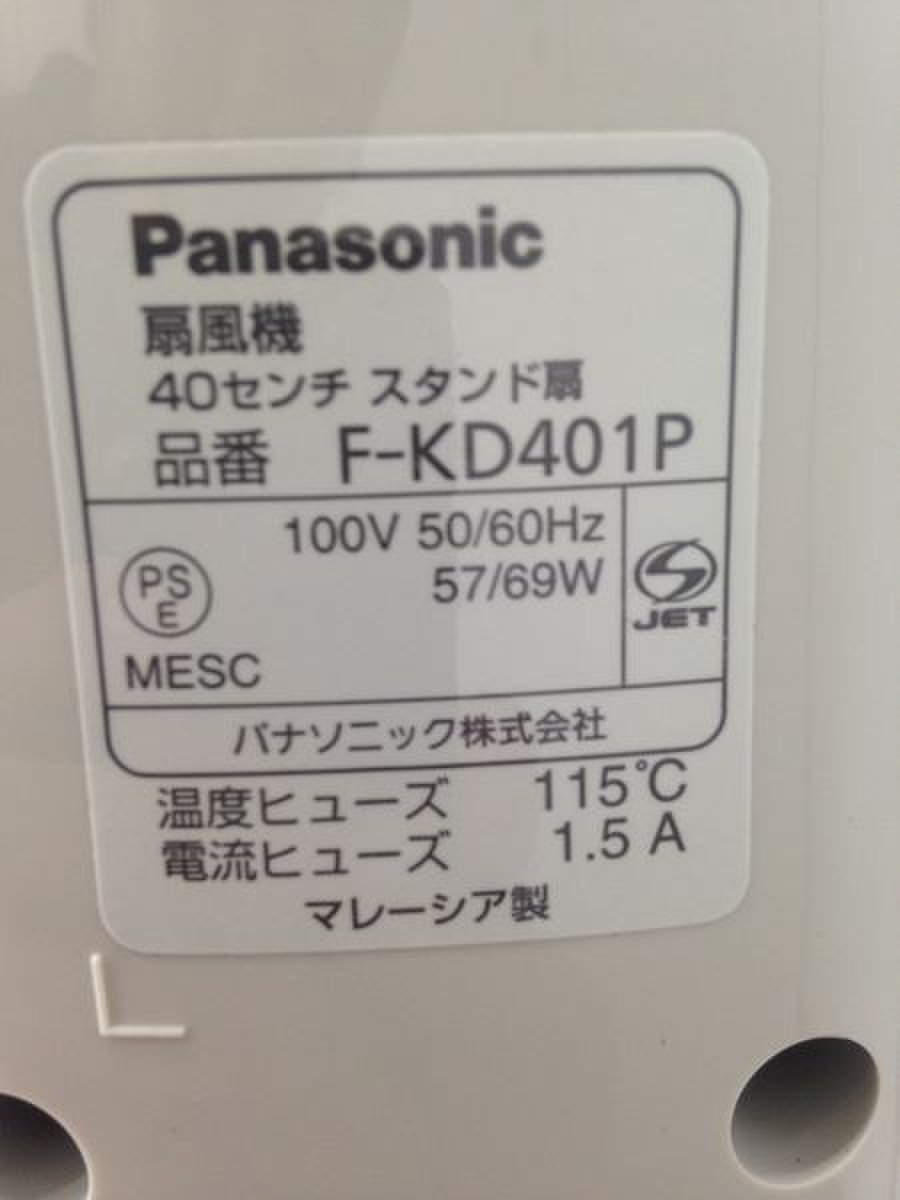 Panasonic
扇風機
40センチ スタンド扇
品番 F-KD401P
100V 50/60Hz
57/69W
PS
E
JET
MESC
パナソニック株式会社
温度ヒューズ 115℃
電流ヒューズ 1.5 A
マレーシア製